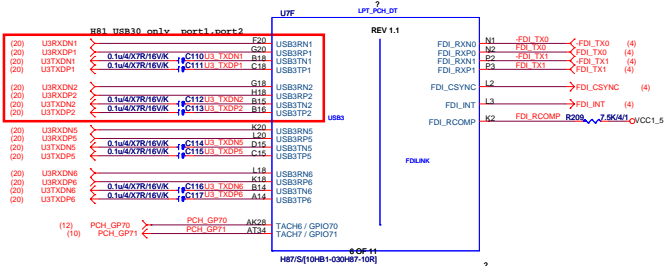 ?
U7F LPT_PCH_DT
H81 USB30 only port1,port2 REV 1.1
(20) U3RXDN1 F20 USB3RN1 FDI_RXN0 N1 -FDI_TX0 -FDI_TX0 (4)
(20) U3RXDP1 G20 USB3RP1 FDI_RXP0 N2 FDI_TX0 FDI_TX0 (4)
(20) U3TXDN1 0.1u/4/X7R/16V/K C110 U3_TXDN1 B18 USB3TN1 FDI_RXN1 P2 -FDI_TX1 -FDI_TX1 (4)
(20) U3TXDP1 0.1u/4/X7R/16V/K C111 U3_TXDP1 C18 USB3TP1 FDI_RXP1 P3 FDI_TX1 FDI_TX1 (4)
(20) U3RXDN2 G18 USB3RN2 FDI_CSYNC L2 FDI_CSYNC (4)
(20) U3RXDP2 H18 USB3RP2
(20) U3TXDN2 0.1u/4/X7R/16V/K C112 U3_TXDN2 B15 USB3TN2 FDI_INT L3 FDI_INT (4)
(20) U3TXDP2 0.1u/4/X7R/16V/K C113 U3_TXDP2 B16 USB3TP2
USB3 FDI_RCOMP K2 FDI_RCOMP R209 7.5K/4/1 VCC1_5
(20) U3RXDN5 K20 USB3RN5
(20) U3RXDP5 L20 USB3RP5
(20) U3TXDN5 0.1u/4/X7R/16V/K C114 U3_TXDN5 D15 USB3TN5
(20) U3TXDP5 0.1u/4/X7R/16V/K C115 U3_TXDP5 C15 USB3TP5
FDILINK
(20) U3RXDN6 L18 USB3RN6
(20) U3RXDP6 K18 USB3RP6
(20) U3TXDN6 0.1u/4/X7R/16V/K C116 U3_TXDN6 B14 USB3TN6
(20) U3TXDP6 0.1u/4/X7R/16V/K C117 U3_TXDP6 A14 USB3TP6
(12) PCH_GP70 PCH_GP70 AK28 TACH6 / GPIO70
(10) PCH_GP71 PCH_GP71 AT34 TACH7 / GPIO71
6 OF 11
H87/S/[10HB1-030H87-10R]
?